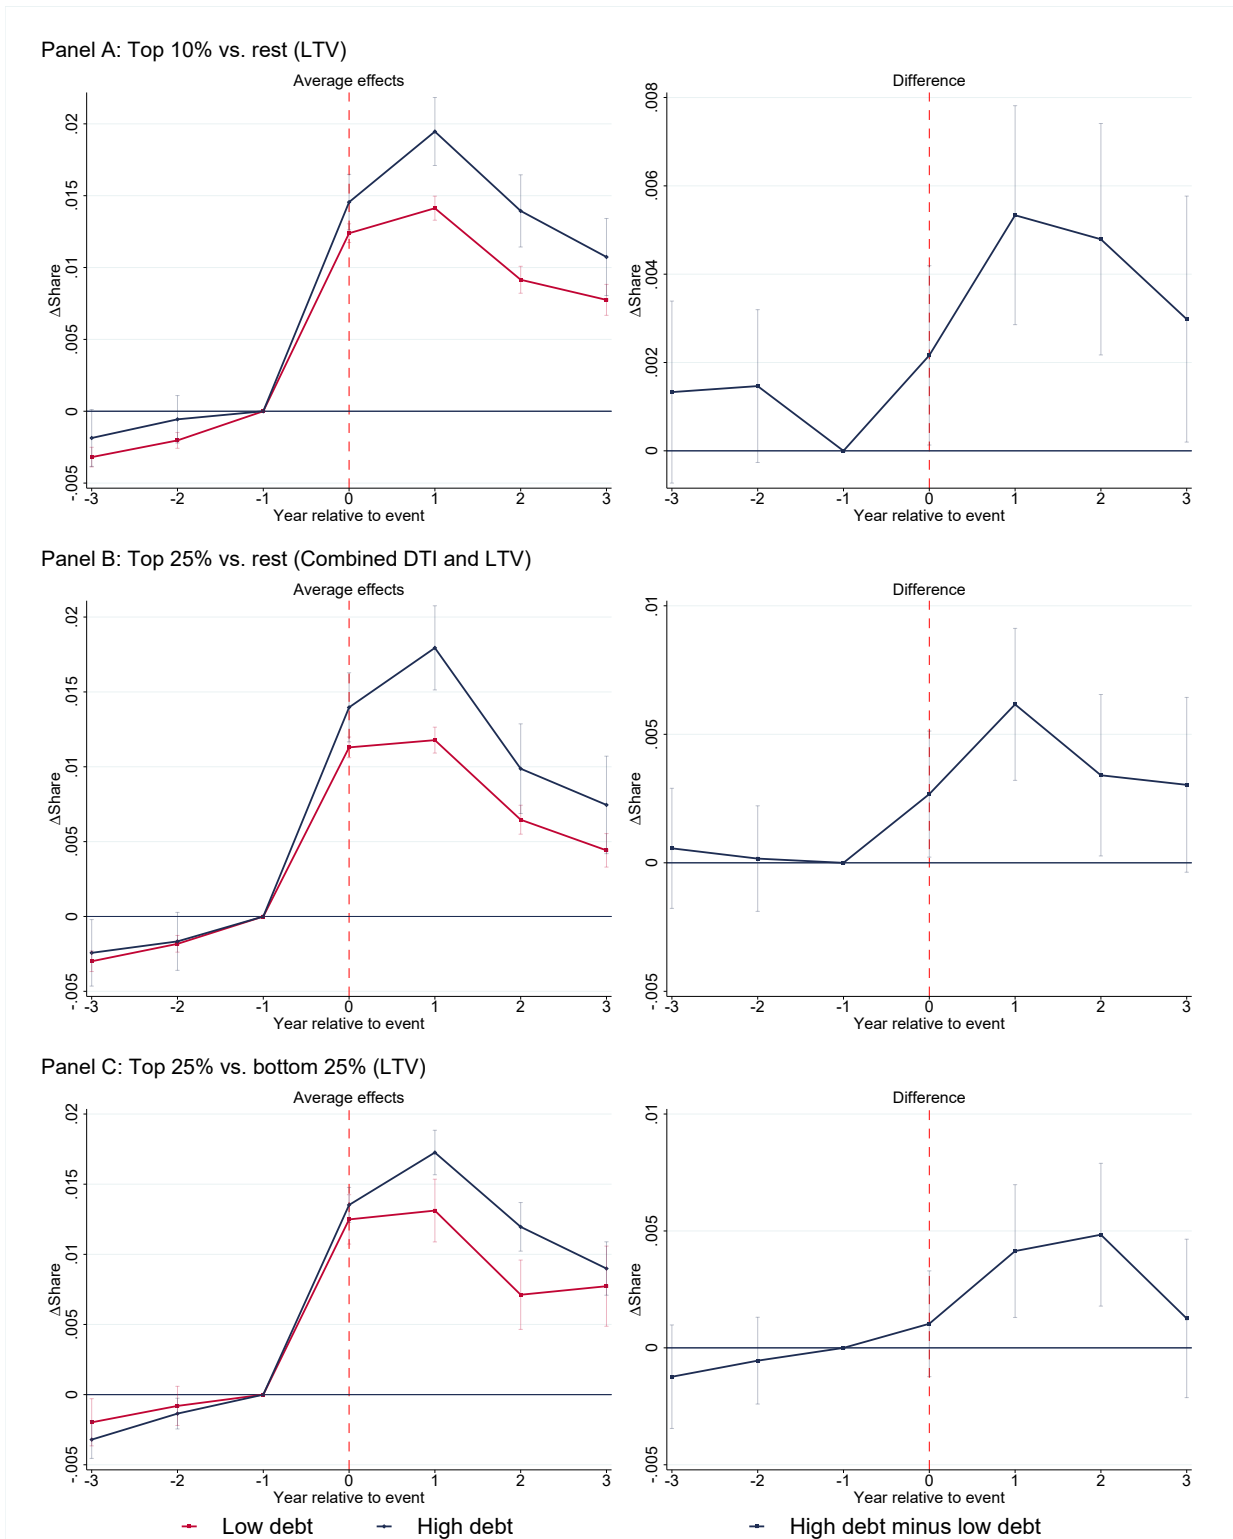 Panel A: Top 10% vs. rest (LTV)
Average effects
Difference
ΔShare
.02
.015
.01
.005
0
-.005
-3 -2 -1 0 1 2 3
Year relative to event
ΔShare
.008
.006
.004
.002
0
-3 -2 -1 0 1 2 3
Year relative to event
Panel B: Top 25% vs. rest (Combined DTI and LTV)
Average effects
Difference
ΔShare
.02
.015
.01
.005
0
-.005
-3 -2 -1 0 1 2 3
Year relative to event
ΔShare
.01
.005
0
-.005
-3 -2 -1 0 1 2 3
Year relative to event
Panel C: Top 25% vs. bottom 25% (LTV)
Average effects
Difference
ΔShare
.02
.015
.01
.005
0
-.005
-3 -2 -1 0 1 2 3
Year relative to event
ΔShare
.01
.005
0
-.005
-3 -2 -1 0 1 2 3
Year relative to event
Low debt High debt
High debt minus low debt